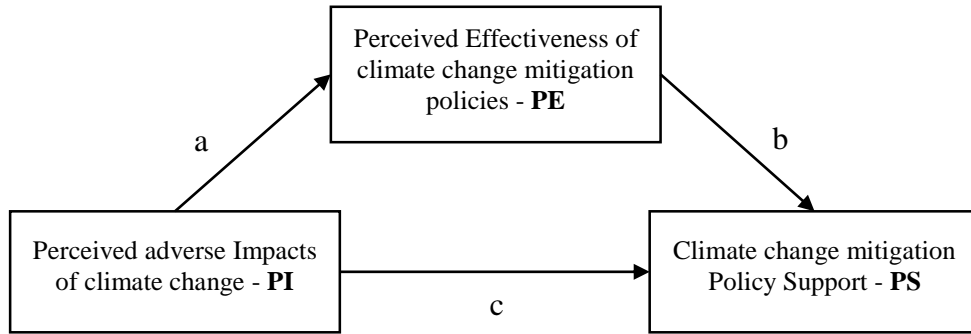 Perceived Effectiveness of
climate change mitigation
policies - PE
a
b
Perceived adverse Impacts
of climate change - PI
Climate change mitigation
Policy Support - PS
c